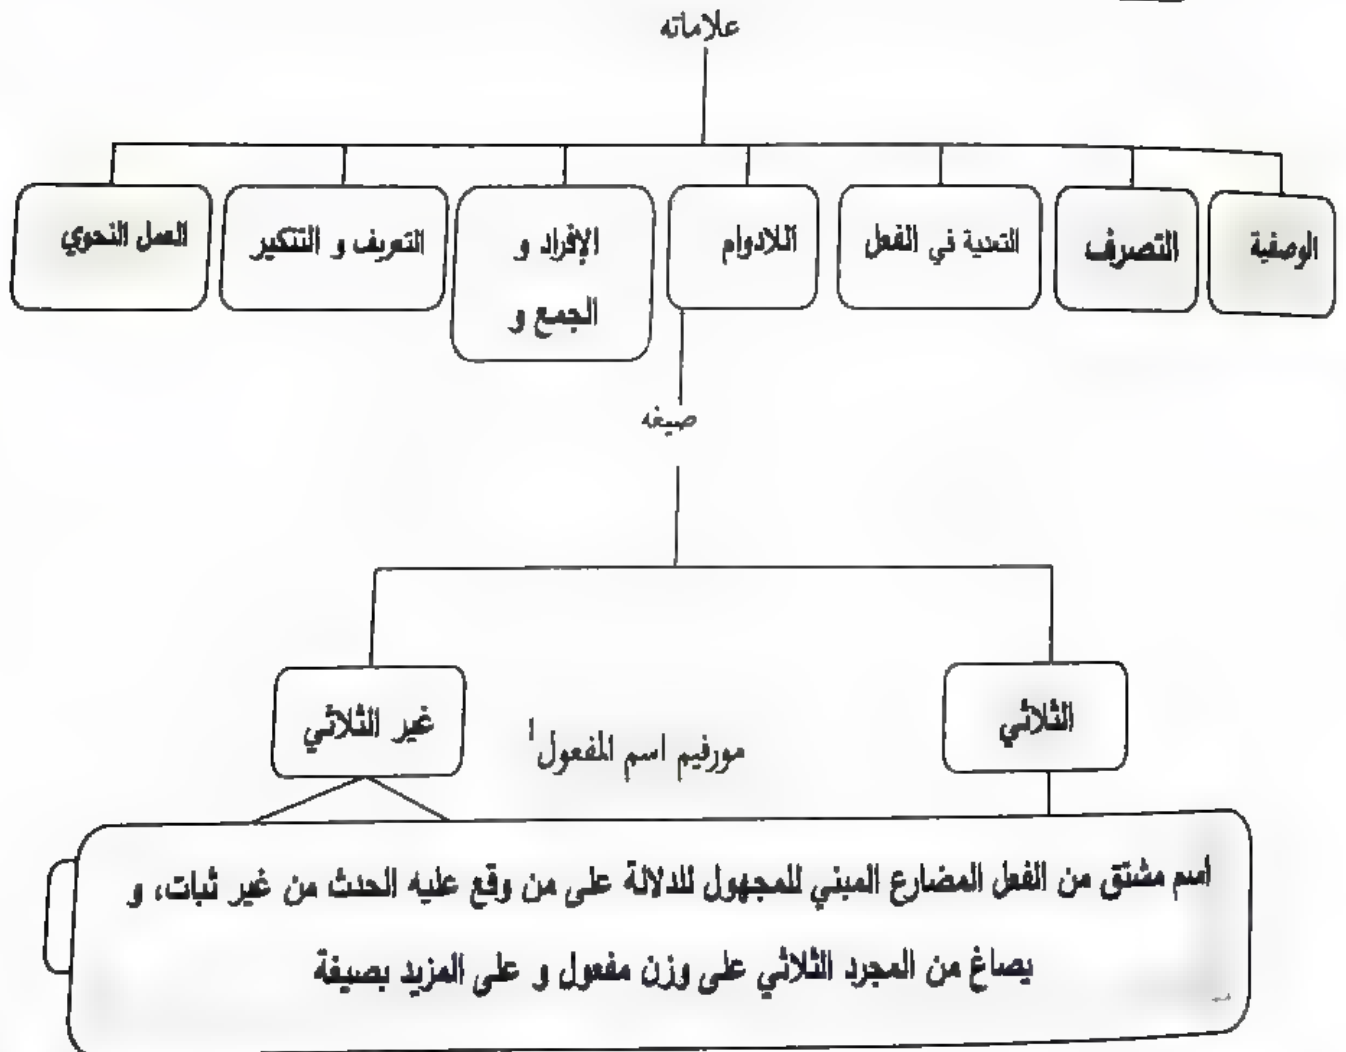 علاماته
الوصفية
التصرف
التعدية في الفعل
اللادوام
الإفراد و
الجمع و
التعريف و التنكير
العمل النحوي
صيغه
الثلاثي
غير الثلاثي
مورفيم اسم المفعول1
اسم مشتق من الفعل المضارع المبني للمجهول للدلالة على من وقع عليه الحدث من غير ثبات، و
يصاغ من المجرد الثلاثي على وزن مفعول و على المزيد بصيغة